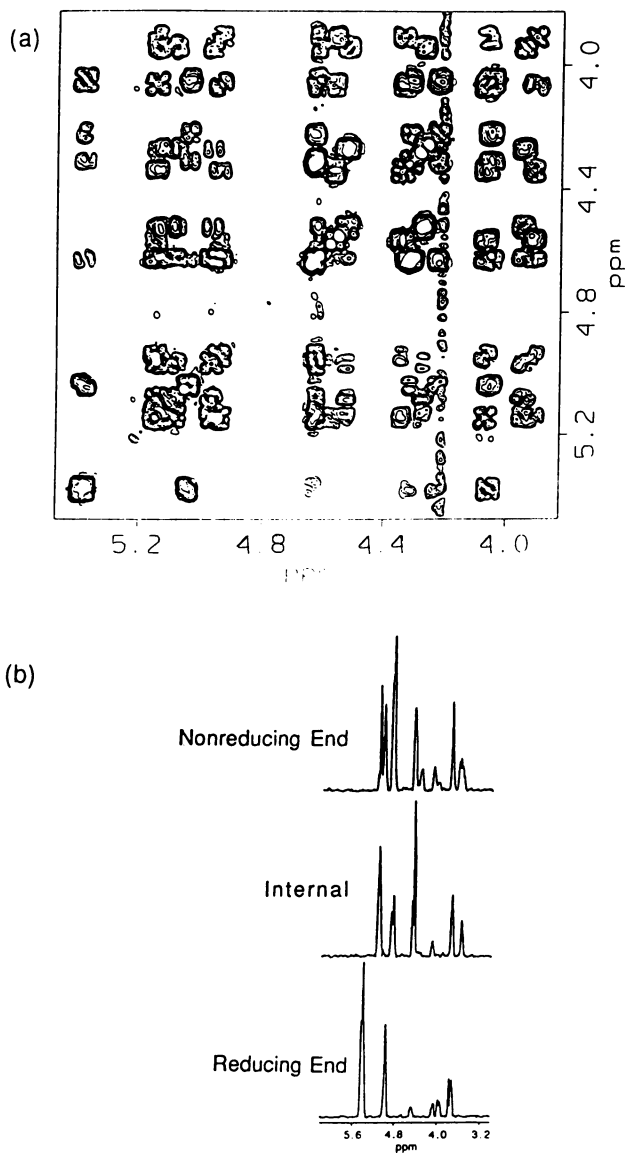 (a)
4.0
4.4
4.8
5.2
ppm
5.2 4.8 4.4 4.0
(b)
Nonreducing End
Internal
Reducing End
5.6 4.8 4.0 3.2
ppm